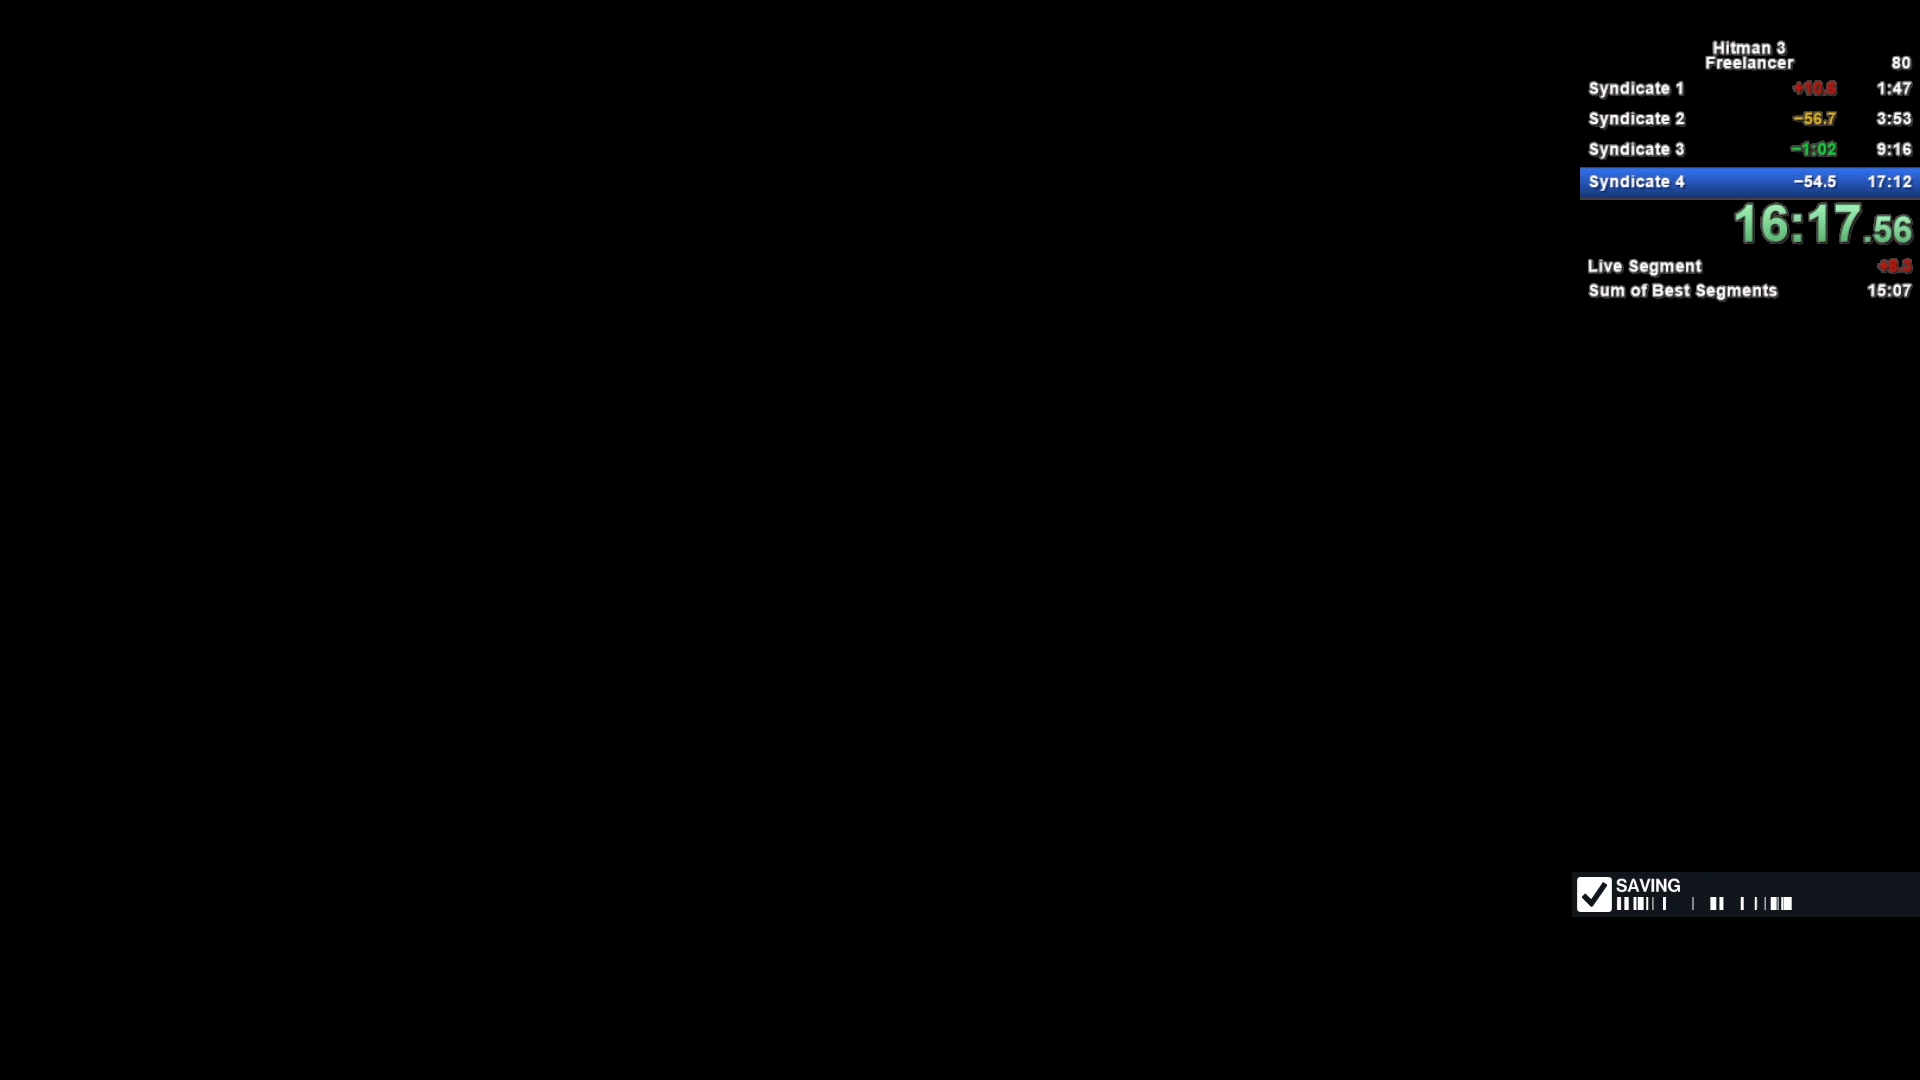 Hitman 3
Freelancer 80
Syndicate 1 +10.6 1:47
Syndicate 2 −56.7 3:53
Syndicate 3 −1:02 9:16
Syndicate 4 −54.5 17:12
16:17.56
Live Segment
Sum of Best Segments 15:07
SAVING